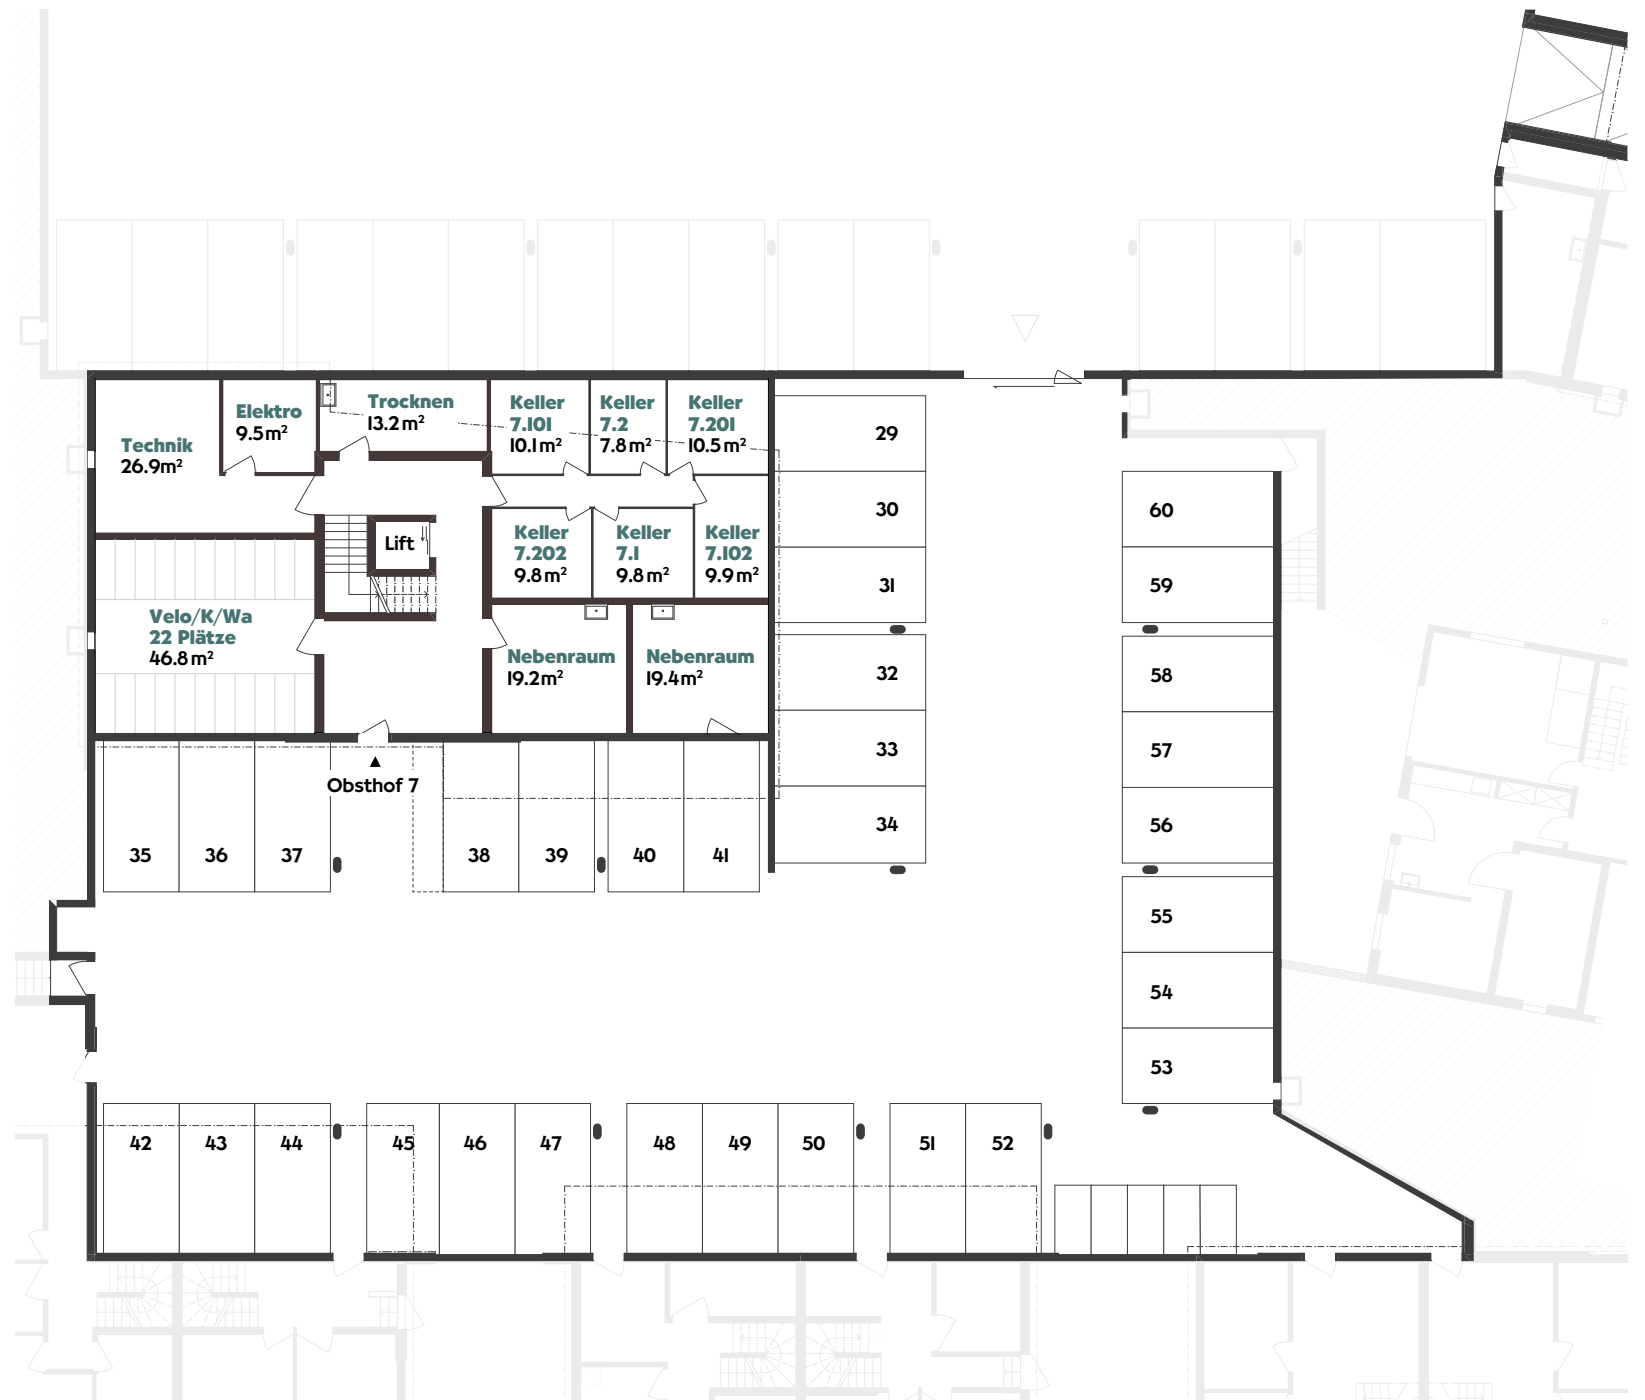 Technik
26.9m²
Elektro
9.5m²
Trocknen
13.2m²
Keller
7.101
10.1m²
Keller
7.2
7.8m²
Keller
7.201
10.5m²
Lift
Keller
7.202
9.8m²
Keller
7.1
9.8m²
Keller
7.102
9.9m²
Velo/K/Wa
22 Plätze
46.8m²
Nebenraum
19.2m²
Nebenraum
19.4m²
Obsthof 7
29
30
31
32
33
34
35
36
37
38
39
40
41
60
59
58
57
56
55
54
53
42
43
44
45
46
47
48
49
50
51
52